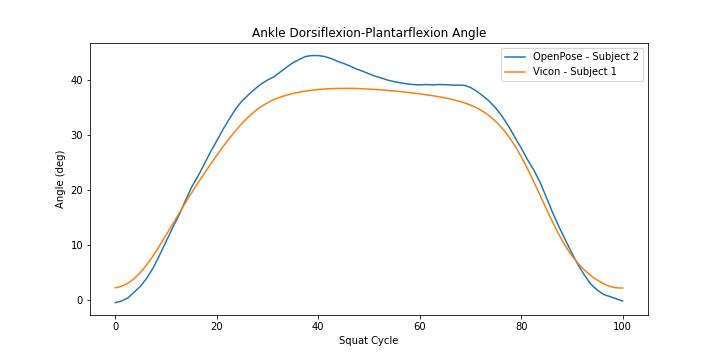 Ankle Dorsiflexion-Plantarflexion Angle
OpenPose - Subject 2
Vicon - Subject 1
Angle (deg)
40
30
20
10
0
0 20 40 60 80 100
Squat Cycle